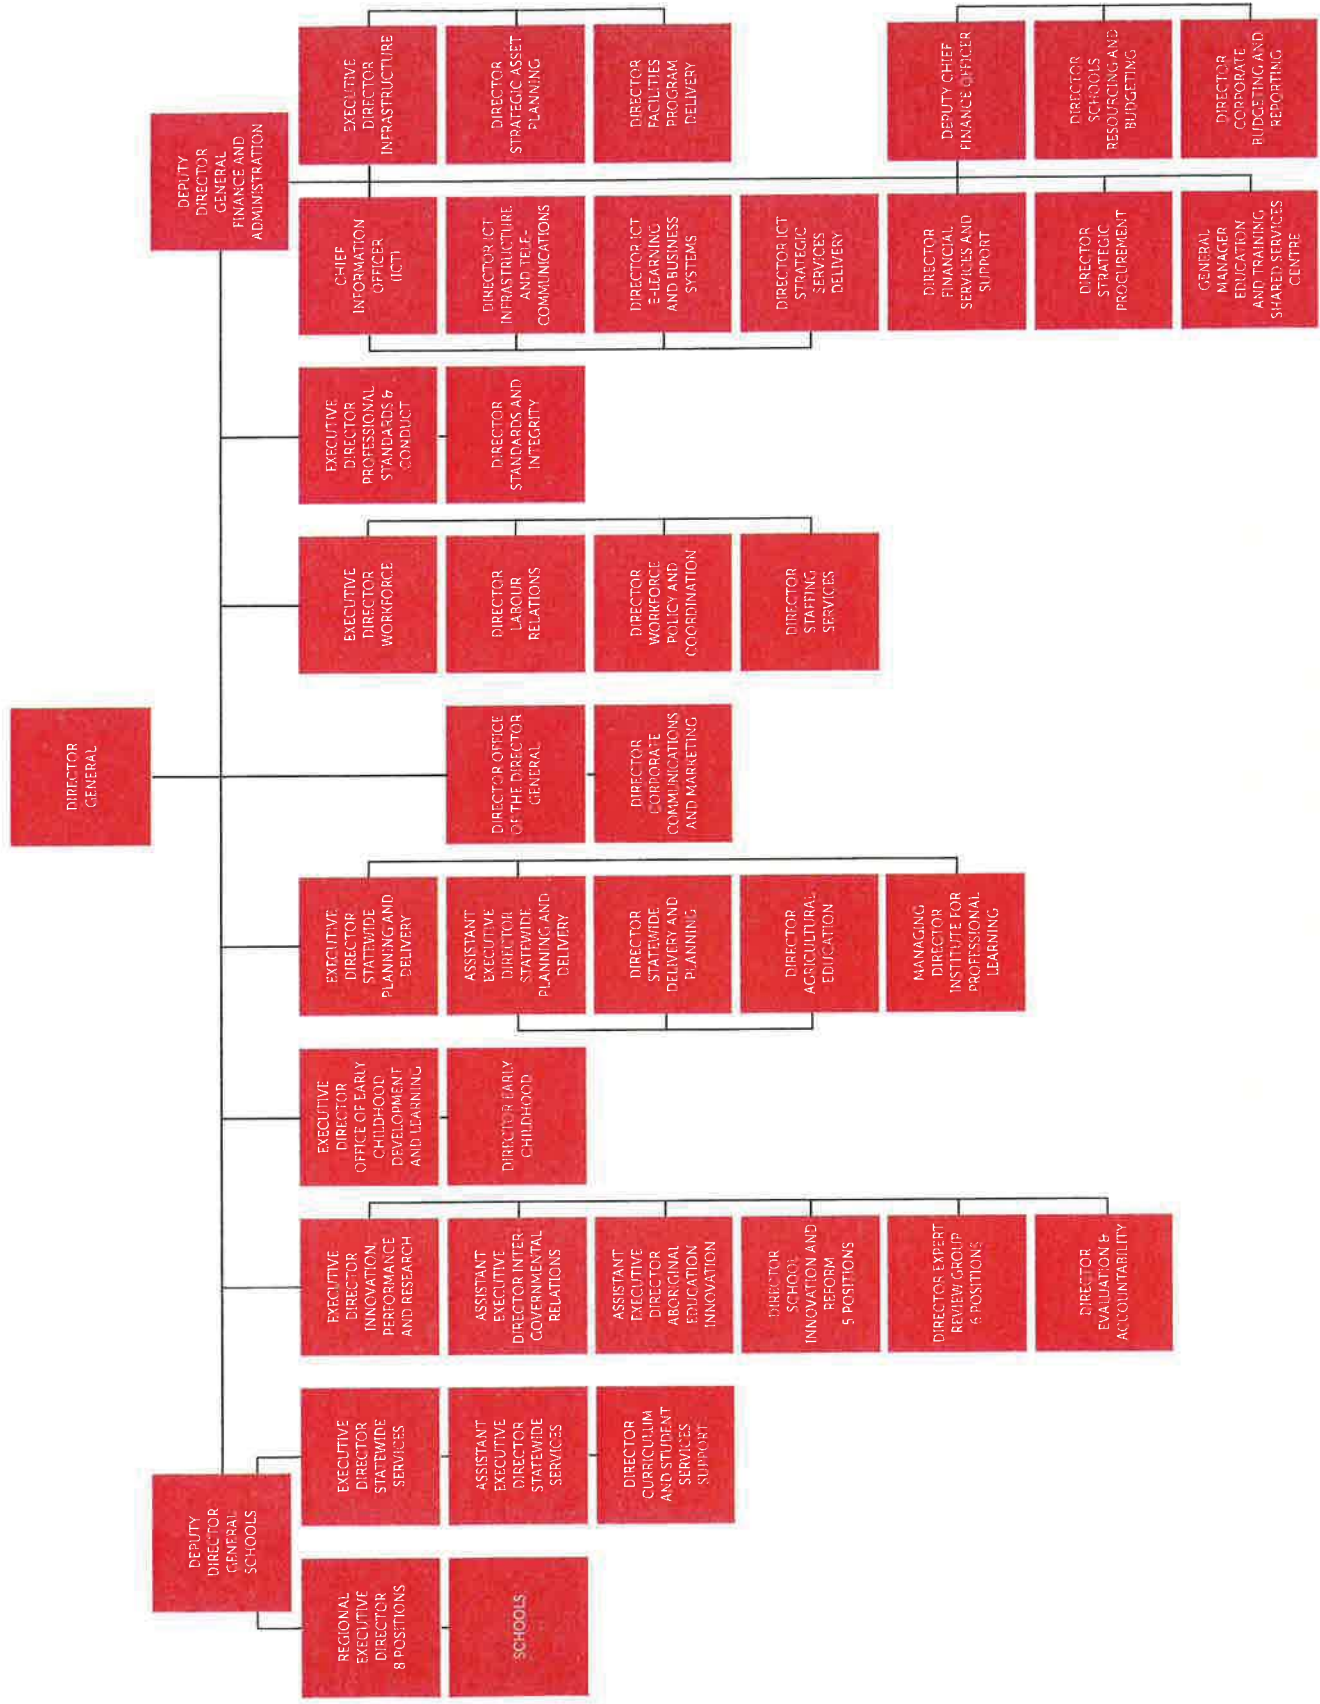 DIRECTOR
GENERAL
DEPUTY
DIRECTOR
GENERAL
SCHOOLS
DEPUTY
DIRECTOR
GENERAL
FINANCE AND
ADMINISTRATION
REGIONAL
EXECUTIVE
DIRECTOR
8 POSITIONS
SCHOOLS
EXECUTIVE
DIRECTOR
STATEWIDE
SERVICES
ASSISTANT
EXECUTIVE
DIRECTOR
STATEWIDE
SERVICES
DIRECTOR
CURRICULUM
AND STUDENT
SERVICES
SUPPORT
EXECUTIVE
DIRECTOR
INNOVATION,
PERFORMANCE
AND RESEARCH
ASSISTANT
EXECUTIVE
DIRECTOR INTER-
GOVERNMENTAL
RELATIONS
ASSISTANT
EXECUTIVE
DIRECTOR
ABORIGINAL
EDUCATION
INNOVATION
DIRECTOR
SCHOOL
INNOVATION AND
REFORM
5 POSITIONS
DIRECTOR EXPERT
REVIEW GROUP
6 POSITIONS
DIRECTOR
EVALUATION &
ACCOUNTABILITY
EXECUTIVE
DIRECTOR
OFFICE OF EARLY
CHILDHOOD
DEVELOPMENT
AND LEARNING
DIRECTOR EARLY
CHILDHOOD
EXECUTIVE
DIRECTOR
STATEWIDE
PLANNING AND
DELIVERY
ASSISTANT
EXECUTIVE
DIRECTOR
STATEWIDE
PLANNING AND
DELIVERY
DIRECTOR
STATEWIDE
DELIVERY AND
PLANNING
DIRECTOR
AGRICULTURAL
EDUCATION
MANAGING
DIRECTOR
INSTITUTE FOR
PROFESSIONAL
LEARNING
DIRECTOR OFFICE
OF THE DIRECTOR
GENERAL
DIRECTOR
CORPORATE
COMMUNICATIONS
AND MARKETING
EXECUTIVE
DIRECTOR
WORKFORCE
DIRECTOR
LABOUR
RELATIONS
DIRECTOR
WORKFORCE
POLICY AND
COORDINATION
DIRECTOR
STAFFING
SERVICES
EXECUTIVE
DIRECTOR
PROFESSIONAL
STANDARDS &
CONDUCT
DIRECTOR
STANDARDS AND
INTEGRITY
CHIEF
INFORMATION
OFFICER
(ICT)
DIRECTOR ICT
INFRASTRUCTURE
AND TELE-
COMMUNICATIONS
DIRECTOR ICT
E-LEARNING
AND BUSINESS
SYSTEMS
DIRECTOR ICT
STRATEGIC
SERVICES
DELIVERY
DIRECTOR
FINANCIAL
SERVICES AND
SUPPORT
DIRECTOR
STRATEGIC
PROCUREMENT
GENERAL
MANAGER
EDUCATION
AND TRAINING
SHARED SERVICES
CENTRE
EXECUTIVE
DIRECTOR
INFRASTRUCTURE
DIRECTOR
STRATEGIC ASSET
PLANNING
DIRECTOR
FACILITIES
PROGRAM
DELIVERY
DEPUTY CHIEF
FINANCE OFFICER
DIRECTOR
SCHOOLS
RESOURCING AND
BUDGETING
DIRECTOR
CORPORATE
BUDGETING AND
REPORTING